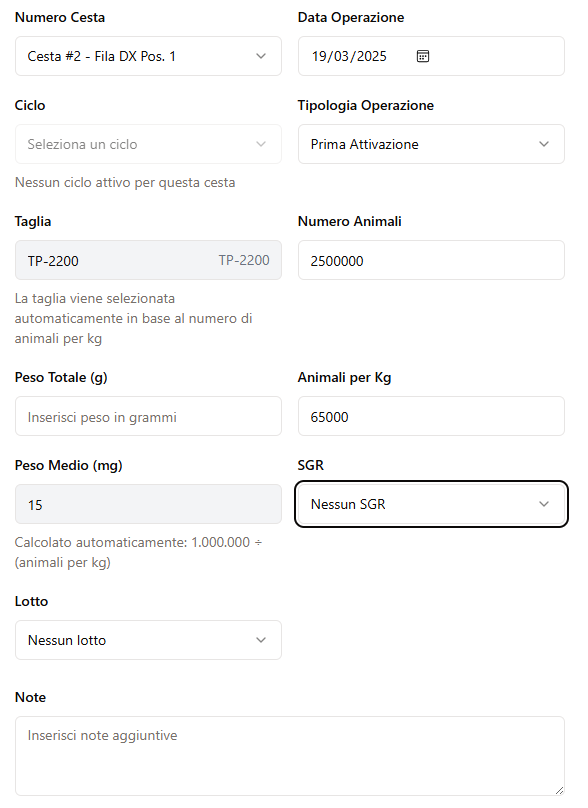 Numero Cesta
Data Operazione
Cesta #2 - Fila DX Pos. 1
19/03/2025
Ciclo
Tipologia Operazione
Seleziona un ciclo
Prima Attivazione
Nessun ciclo attivo per questa cesta
Taglia
Numero Animali
TP-2200
TP-2200
2500000
La taglia viene selezionata
automaticamente in base al numero di
animali per kg
Peso Totale (g)
Animali per Kg
Inserisci peso in grammi
65000
Peso Medio (mg)
SGR
15
Nessun SGR
Calcolato automaticamente: 1.000.000 ÷
(animali per kg)
Lotto
Nessun lotto
Note
Inserisci note aggiuntive